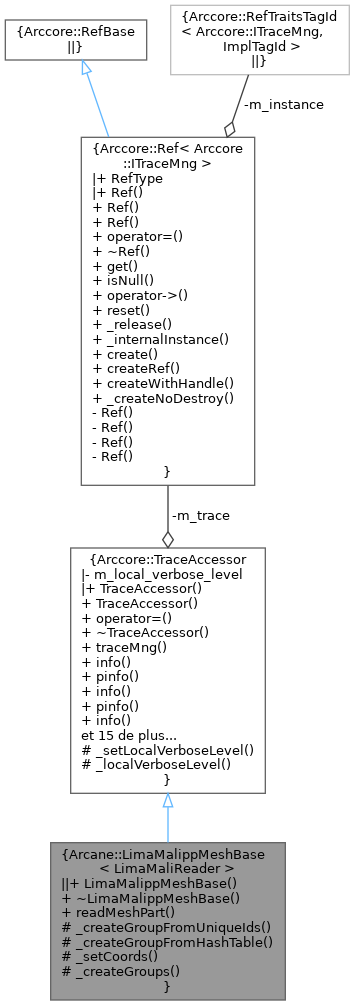 {Arccore::RefBase
||}
{Arccore::RefTraitsTagId
< Arccore::ITraceMng,
ImplTagId >
||}
-m_instance
{Arccore::Ref< Arccore
::ITraceMng >
|+ RefType
|+ Ref()
+ Ref()
+ Ref()
+ operator=()
+ ~Ref()
+ get()
+ isNull()
+ operator->()
+ reset()
+ _release()
+ _internalInstance()
+ create()
+ createRef()
+ createWithHandle()
+ _createNoDestroy()
- Ref()
- Ref()
- Ref()
- Ref()
}
-m_trace
{Arccore::TraceAccessor
|- m_local_verbose_level
|+ TraceAccessor()
+ TraceAccessor()
+ operator=()
+ ~TraceAccessor()
+ traceMng()
+ info()
+ pinfo()
+ info()
+ pinfo()
+ info()
et 15 de plus...
# _setLocalVerboseLevel()
# _localVerboseLevel()
}
{Arcane::LimaMalippMeshBase
< LimaMaliReader >
||+ LimaMalippMeshBase()
+ ~LimaMalippMeshBase()
+ readMeshPart()
# _createGroupFromUniqueIds()
# _createGroupFromHashTable()
# _setCoords()
# _createGroups()
}